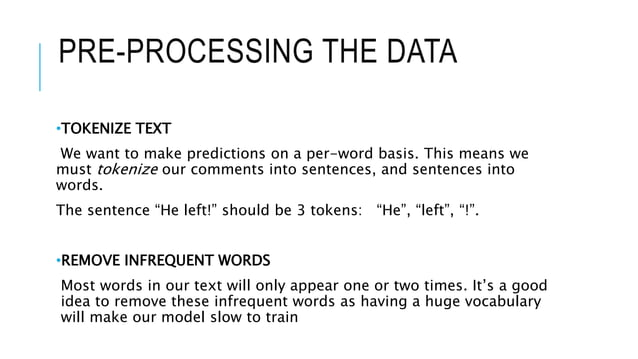 PRE-PROCESSING THE DATA
•TOKENIZE TEXT
We want to make predictions on a per-word basis. This means we
must tokenize our comments into sentences, and sentences into
words.
The sentence “He left!” should be 3 tokens: “He”, “left”, “!”.
•REMOVE INFREQUENT WORDS
Most words in our text will only appear one or two times. It’s a good
idea to remove these infrequent words as having a huge vocabulary
will make our model slow to train